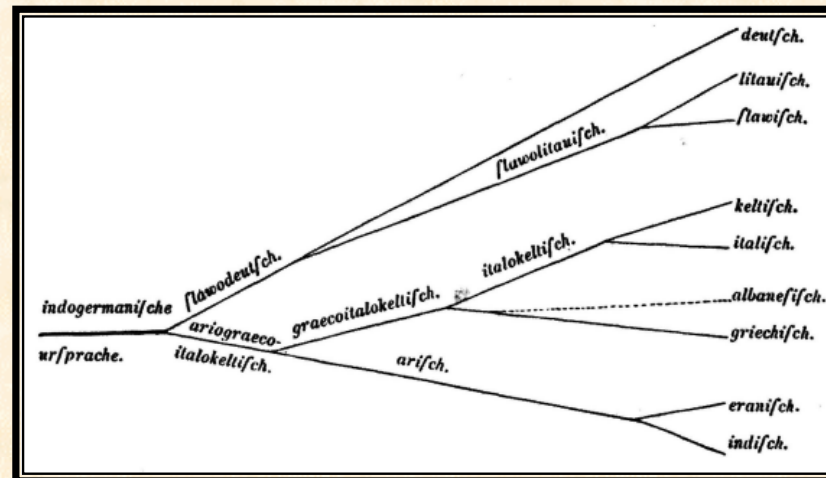 deutſch.
litauiſch.
ſlawolitauiſch.
ſlawiſch.
keltiſch.
ſlawodeutſch.
italokeltiſch.
italiſch.
indogermaniſche
graecoitalokeltiſch.
albaneſiſch.
ariograeco-
griechiſch.
urſprache.
italokeltiſch.
ariſch.
eraniſch.
indiſch.